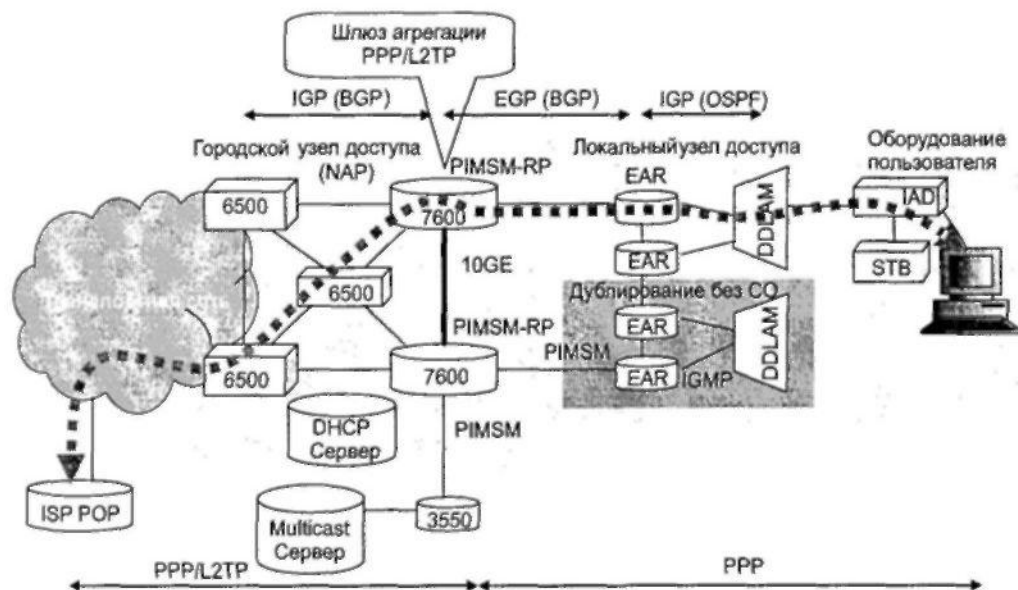 Шлюз агрегации
PPP/L2TP
IGP (BGP)
EGP (BGP)
IGP (OSPF)
Городской узел доступа
(NAP)
PIMSM-RP
Локальныйузел доступа
Оборудование
пользователя
EAR
6500
7600
DDLAM
IAD
10GE
EAR
STB
6500
Дублирование без СО
PIMSM-RP
EAR
DDLAM
PIMSM
6500
7600
EAR
IGMP
DHCP
Сервер
PIMSM
ISP POP
Multicast
Сервер
3550
PPP/L2TP
PPP